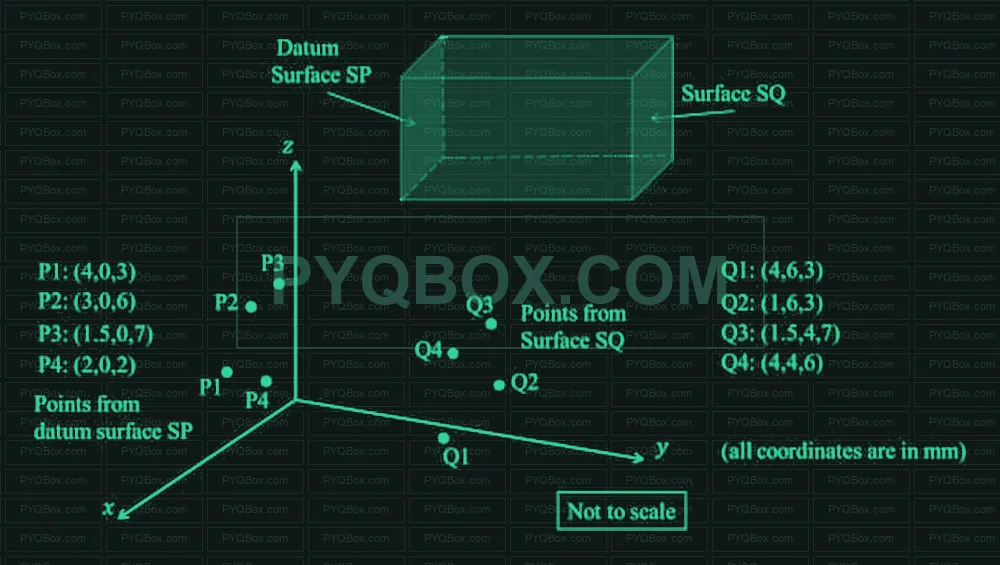 Datum
Surface SP
Surface SQ
z
P1: (4,0,3)
P2: (3,0,6)
P3: (1.5,0,7)
P4: (2,0,2)
Points from
datum surface SP
P3
P2
P1
P4
x
PYQBOX.COM
Q3
Q4
Q2
Q1
Points from
Surface SQ
y
Q1: (4,6,3)
Q2: (1,6,3)
Q3: (1.5,4,7)
Q4: (4,4,6)
(all coordinates are in mm)
Not to scale
PYQBox.com